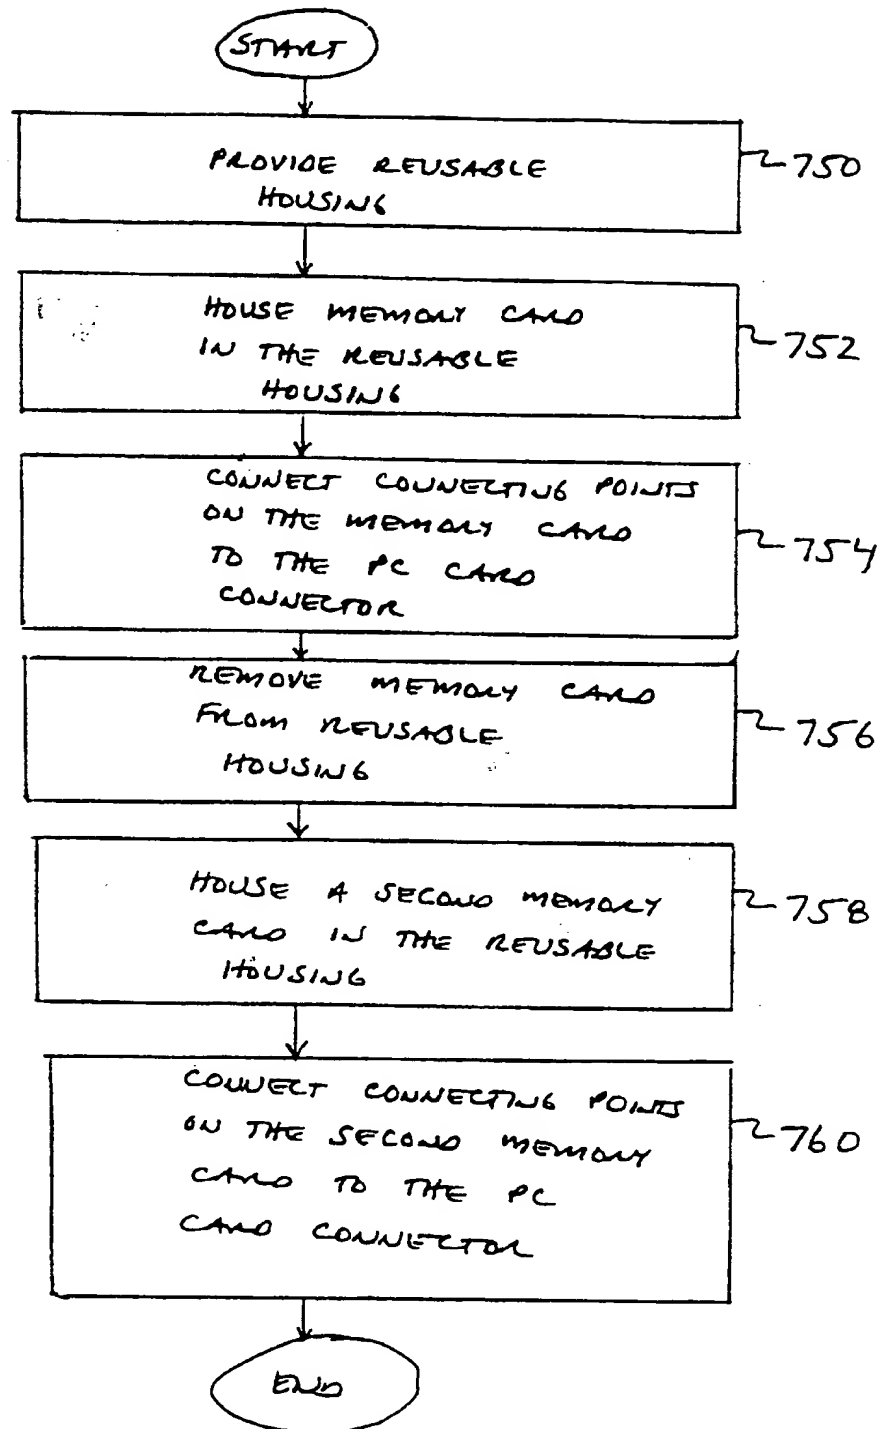 START
PROVIDE REUSABLE
HOUSING
750
HOUSE MEMORY CARD
IN THE REUSABLE
HOUSING
752
CONNECT CONNECTING POINTS
ON THE MEMORY CARD
TO THE PC CARD
CONNECTOR
754
REMOVE MEMORY CARD
FROM REUSABLE
HOUSING
756
HOUSE A SECOND MEMORY
CARD IN THE REUSABLE
HOUSING
758
CONNECT CONNECTING POINTS
ON THE SECOND MEMORY
CARD TO THE PC
CARD CONNECTOR
760
END